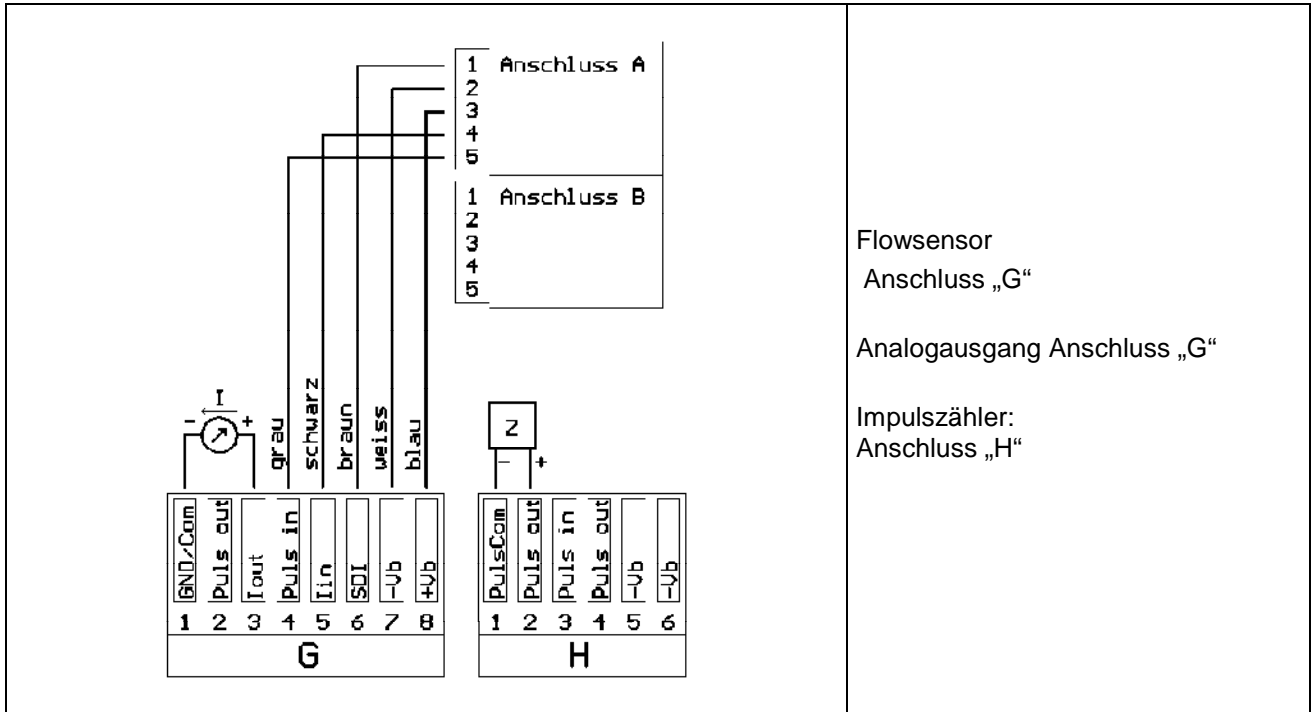 1 Anschluss A
2
3
4
5
1 Anschluss B
2
3
4
5
Flowsensor
Anschluss „G“
Analogausgang Anschluss „G“
Impulszähler:
Anschluss „H“
I
- +
grau
schwarz
braun
weiss
blau
Z
- +
GND/Com
Puls out
Iout
Puls in
Iin
SDI
-Vb
+Vb
1 2 3 4 5 6 7 8
G
PulsCom
Puls out
Puls in
Puls out
-Vb
-Vb
1 2 3 4 5 6
H